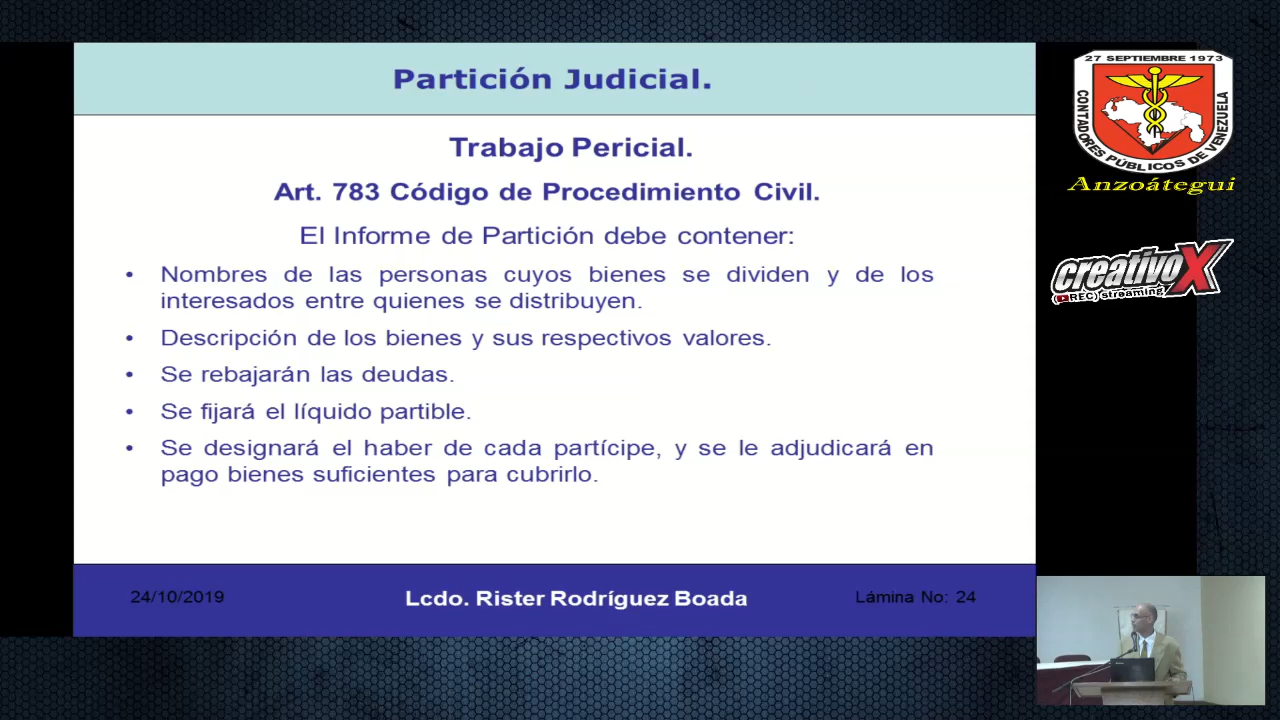 Partición Judicial.
Trabajo Pericial.
Art. 783 Código de Procedimiento Civil.
El Informe de Partición debe contener:
• Nombres de las personas cuyos bienes se dividen y de los
interesados entre quienes se distribuyen.
• Descripción de los bienes y sus respectivos valores.
• Se rebajarán las deudas.
• Se fijará el líquido partible.
• Se designará el haber de cada partícipe, y se le adjudicará en
pago bienes suficientes para cubrirlo.
24/10/2019
Lcdo. Rister Rodríguez Boada
Lámina No: 24
27 SEPTIEMBRE 1973
CONTADORES PÚBLICOS DE VENEZUELA
Anzoátegui
creativoX
(REC) streaming